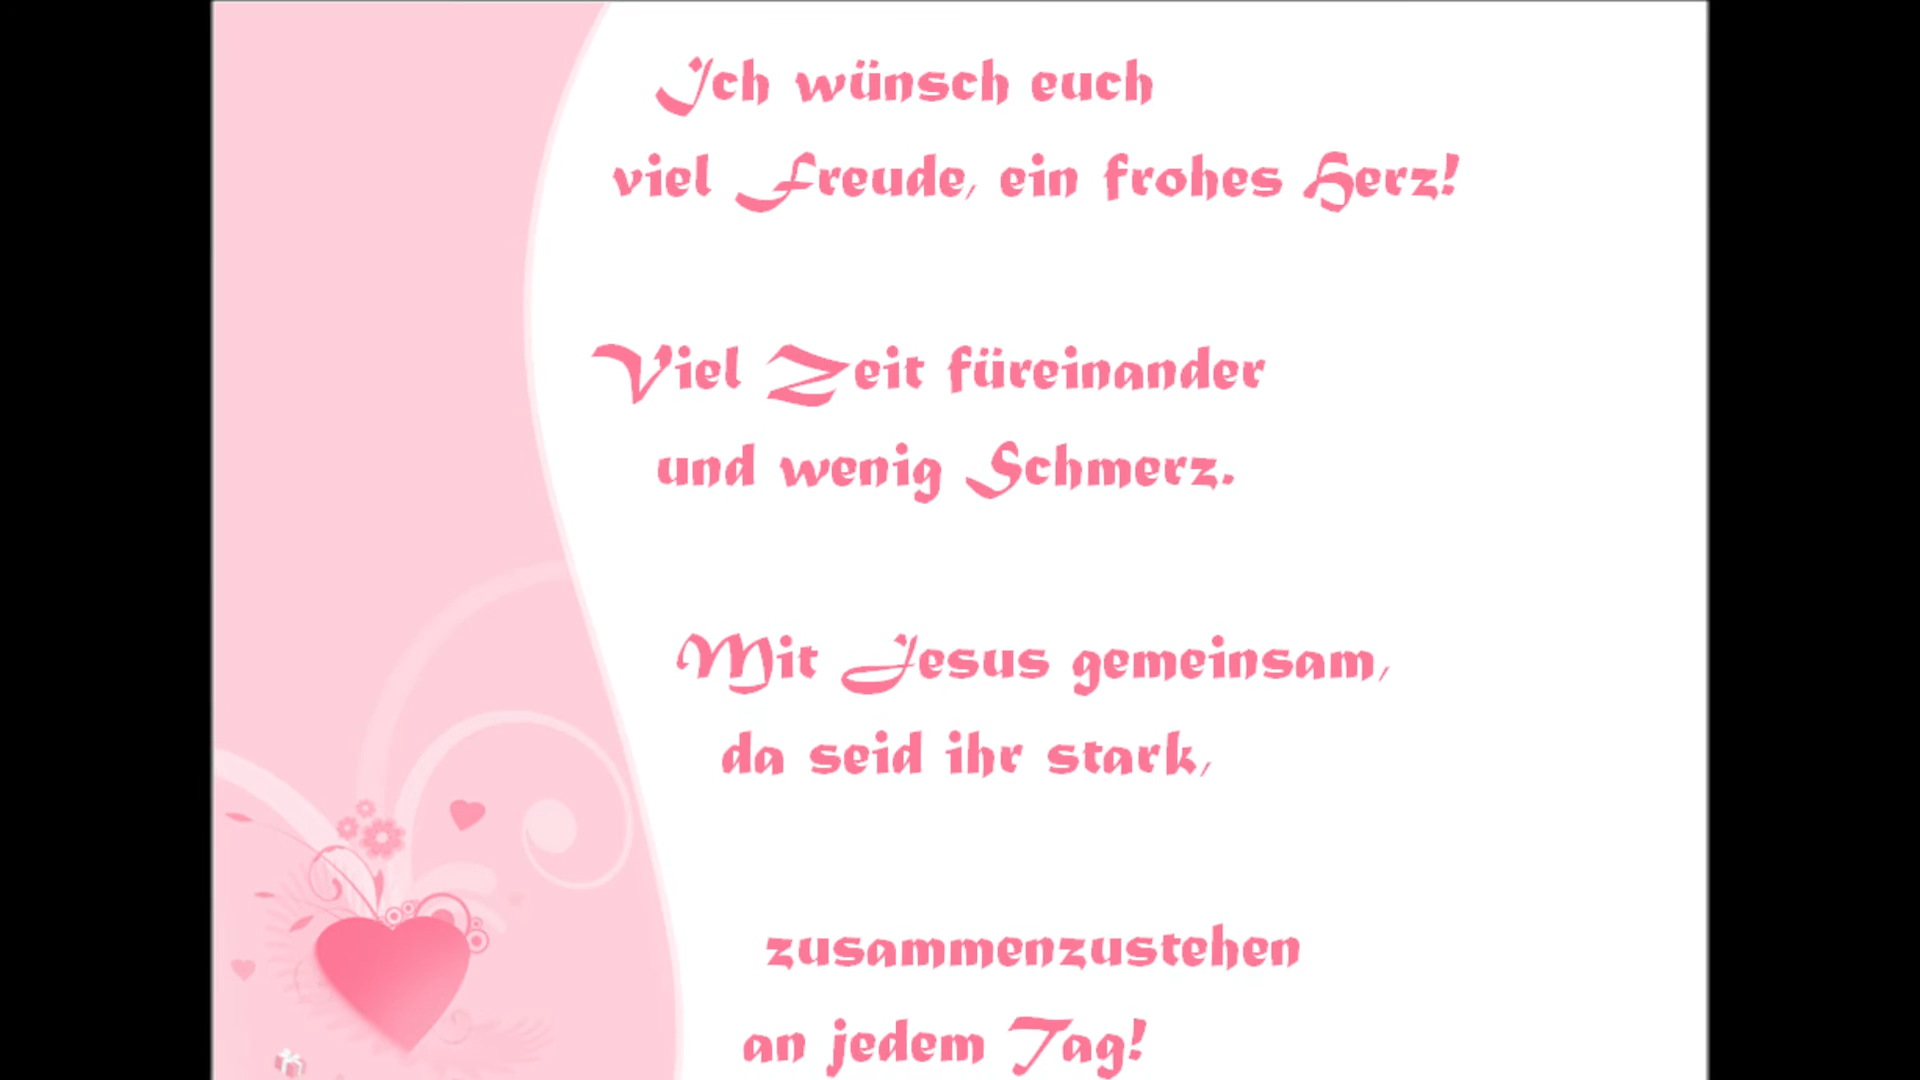 Ich wünsch euch
viel Freude, ein frohes Herz!
Viel Zeit füreinander
und wenig Schmerz.
Mit Jesus gemeinsam,
da seid ihr stark,
zusammenzustehen
an jedem Tag!